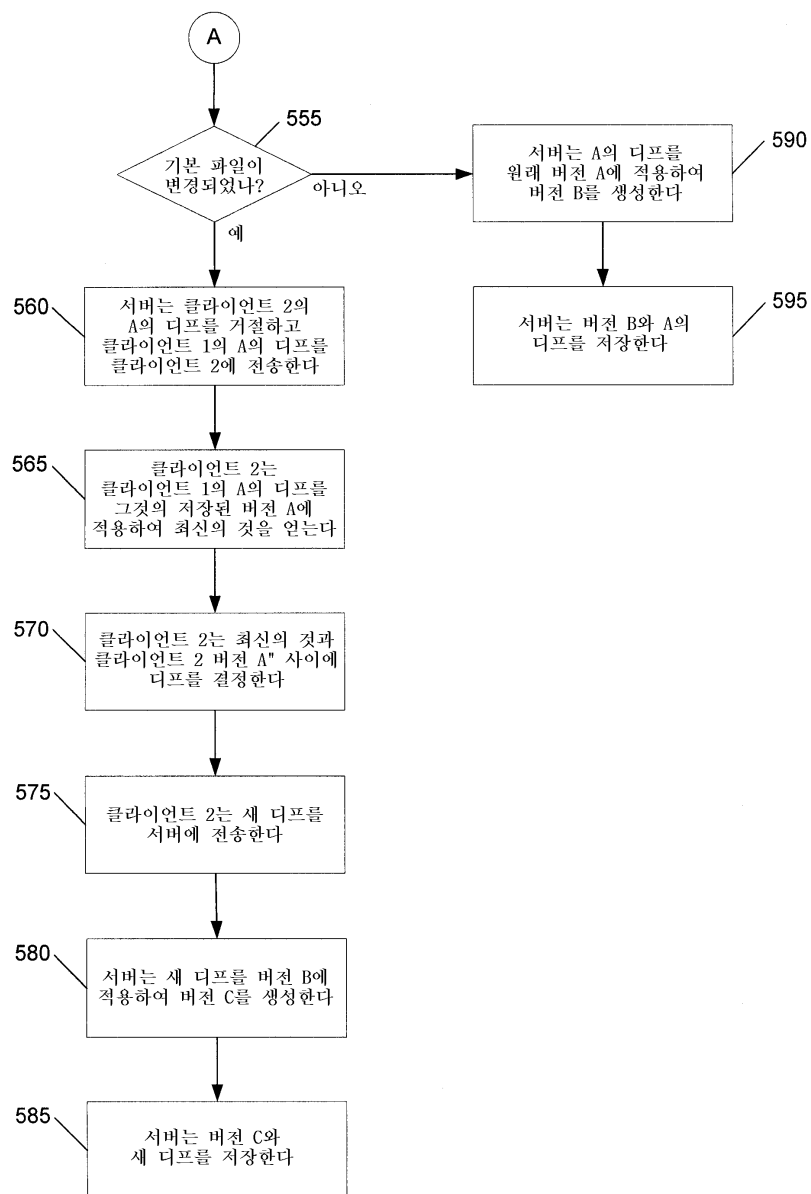 A
555
기본 파일이
변경되었나?
아니오
예
590
서버는 A의 디프를
원래 버전 A에 적용하여
버전 B를 생성한다
560
서버는 클라이언트 2의
A의 디프를 거절하고
클라이언트 1의 A의 디프를
클라이언트 2에 전송한다
595
서버는 버전 B와 A의
디프를 저장한다
565
클라이언트 2는
클라이언트 1의 A의 디프를
그것의 저장된 버전 A에
적용하여 최신의 것을 얻는다
570
클라이언트 2는 최신의 것과
클라이언트 2 버전 A" 사이에
디프를 결정한다
575
클라이언트 2는 새 디프를
서버에 전송한다
580
서버는 새 디프를 버전 B에
적용하여 버전 C를 생성한다
585
서버는 버전 C와
새 디프를 저장한다